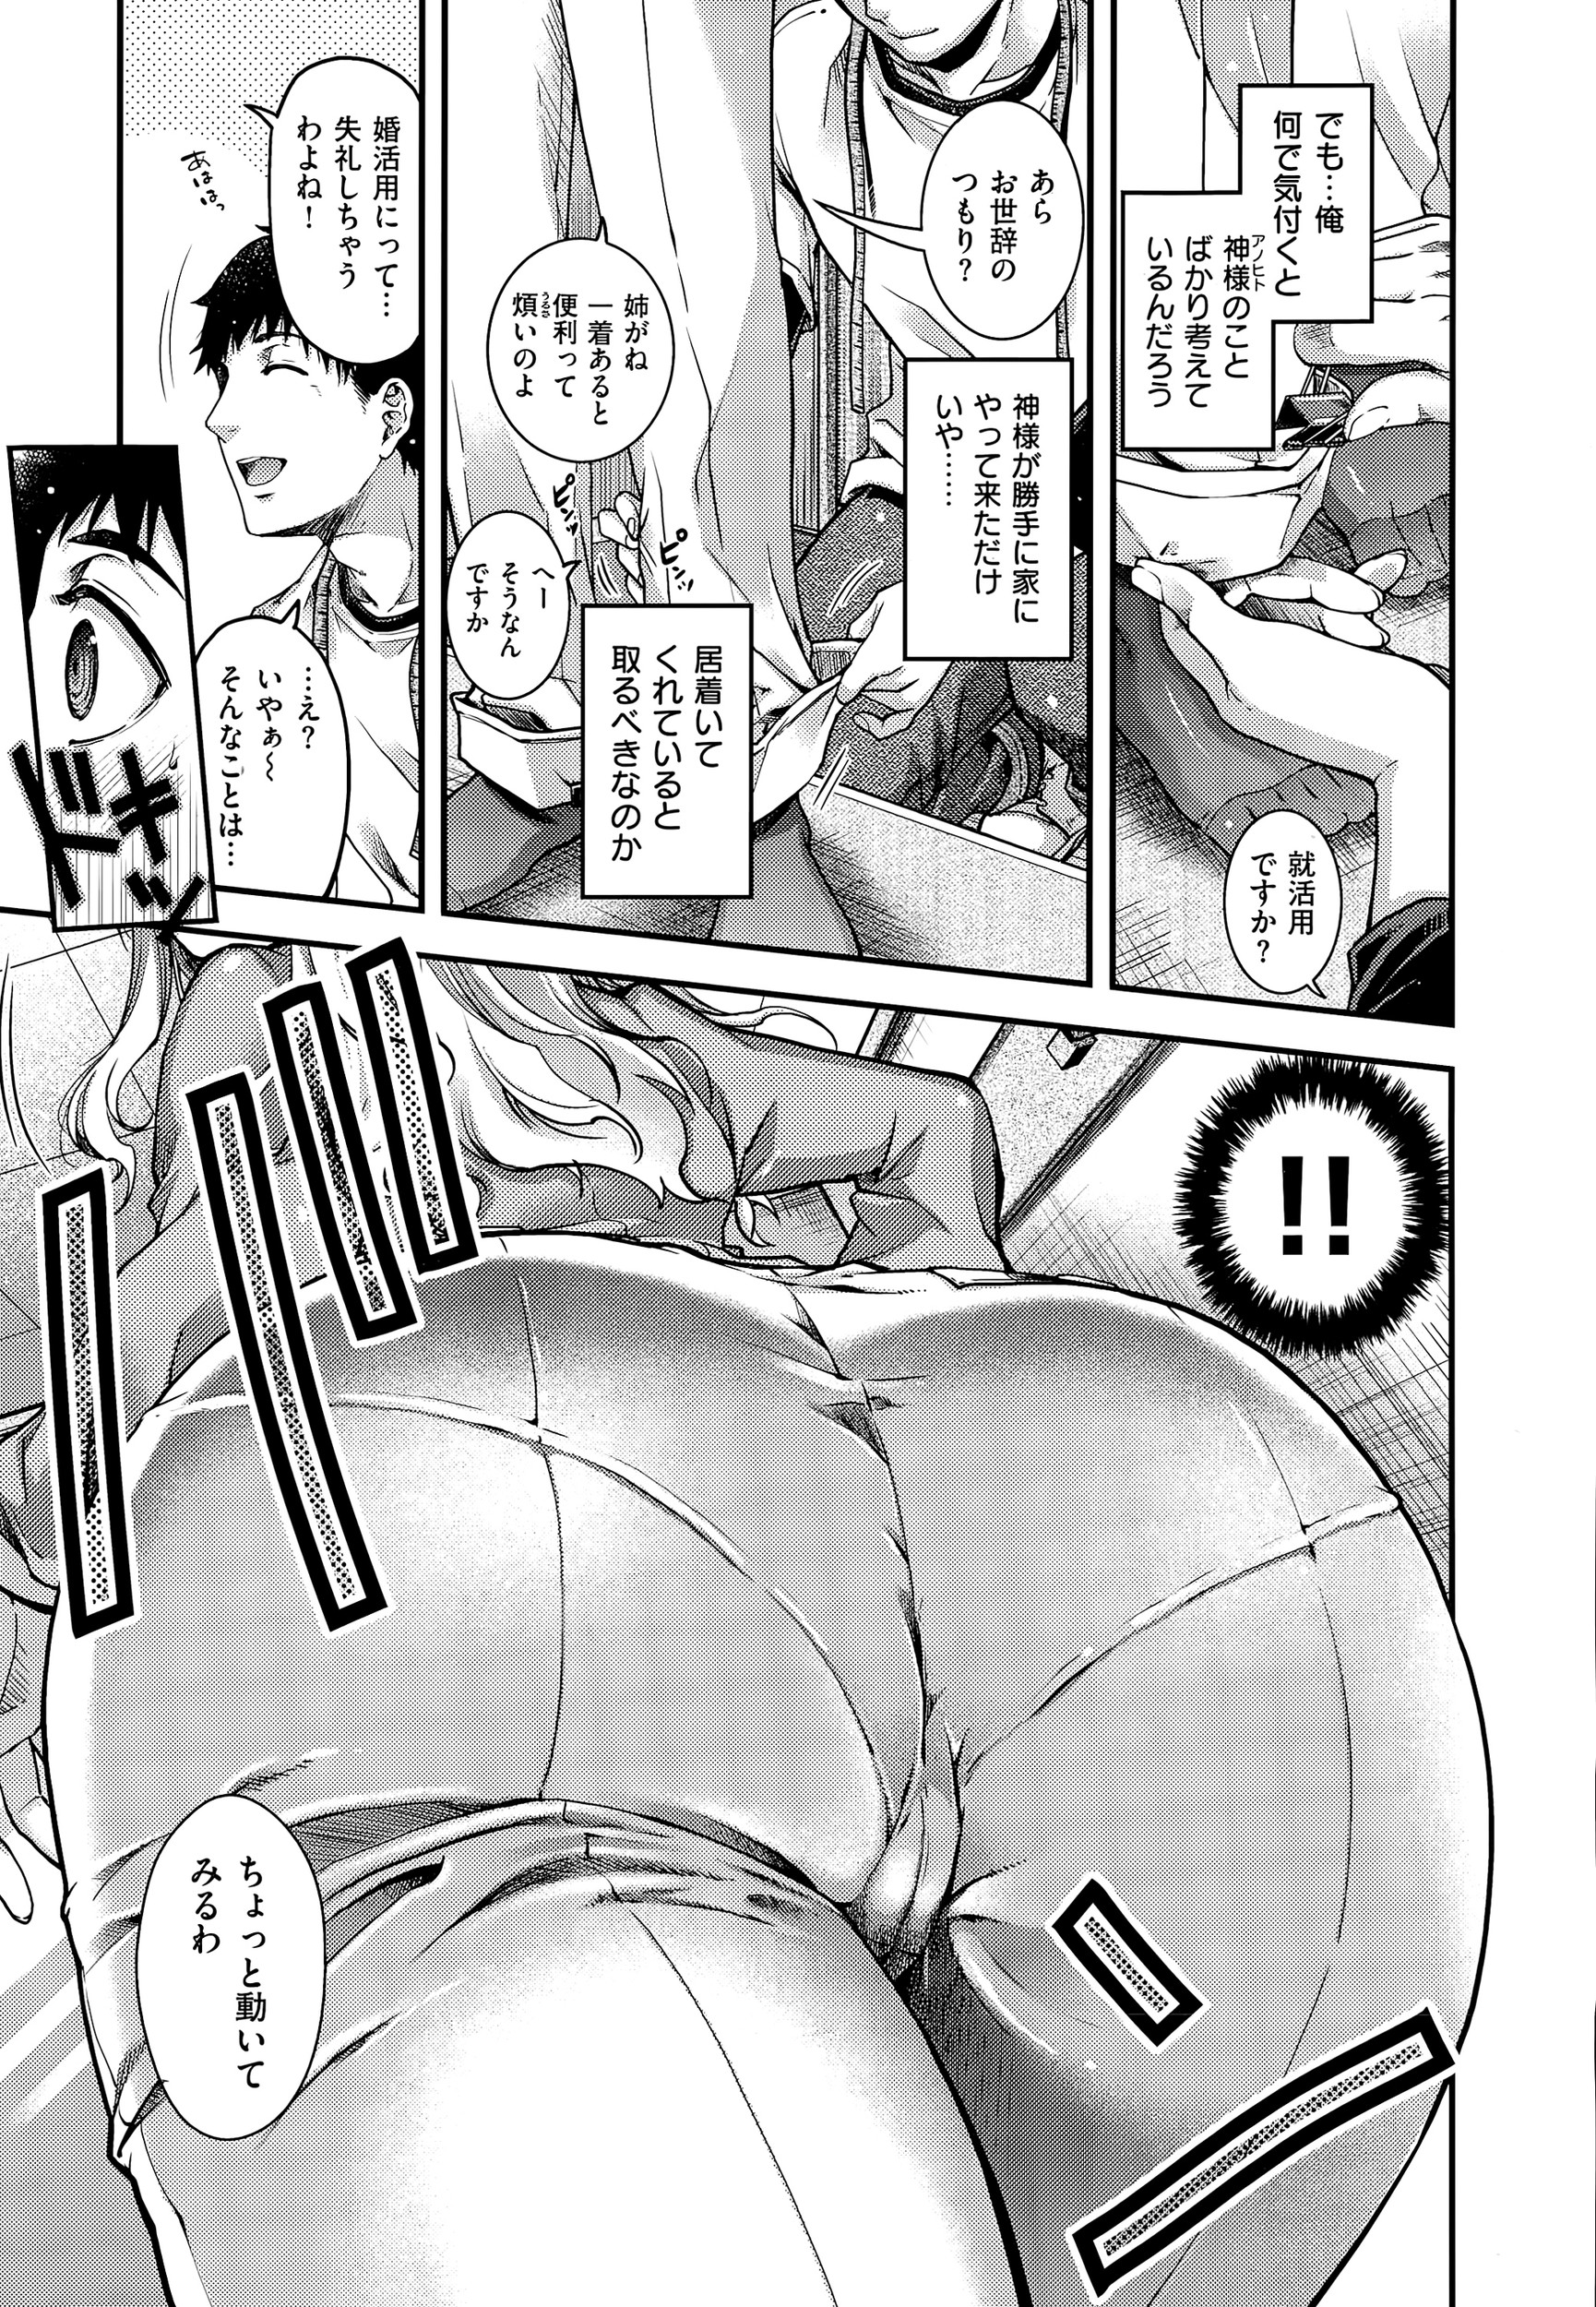 でも…俺
何で気付くと
神様のこと
アノヒト
ばかり考えて
いるんだろう
就活用
ですか?
あら
お世辞の
つもり?
神様が勝手に家に
やって来ただけ
いや……
姉がね
一着あると
便利って
煩いのよ
うるさ
ピンッ
ピンッ
へー
そうなん
ですか
居着いて
くれていると
取るべきなのか
婚活用にって…
失礼しちゃう
わよね!
あははっ
…え?
いやぁ〜
そんなことは…
ドキッ
!!
ちょっと動いて
みるわ